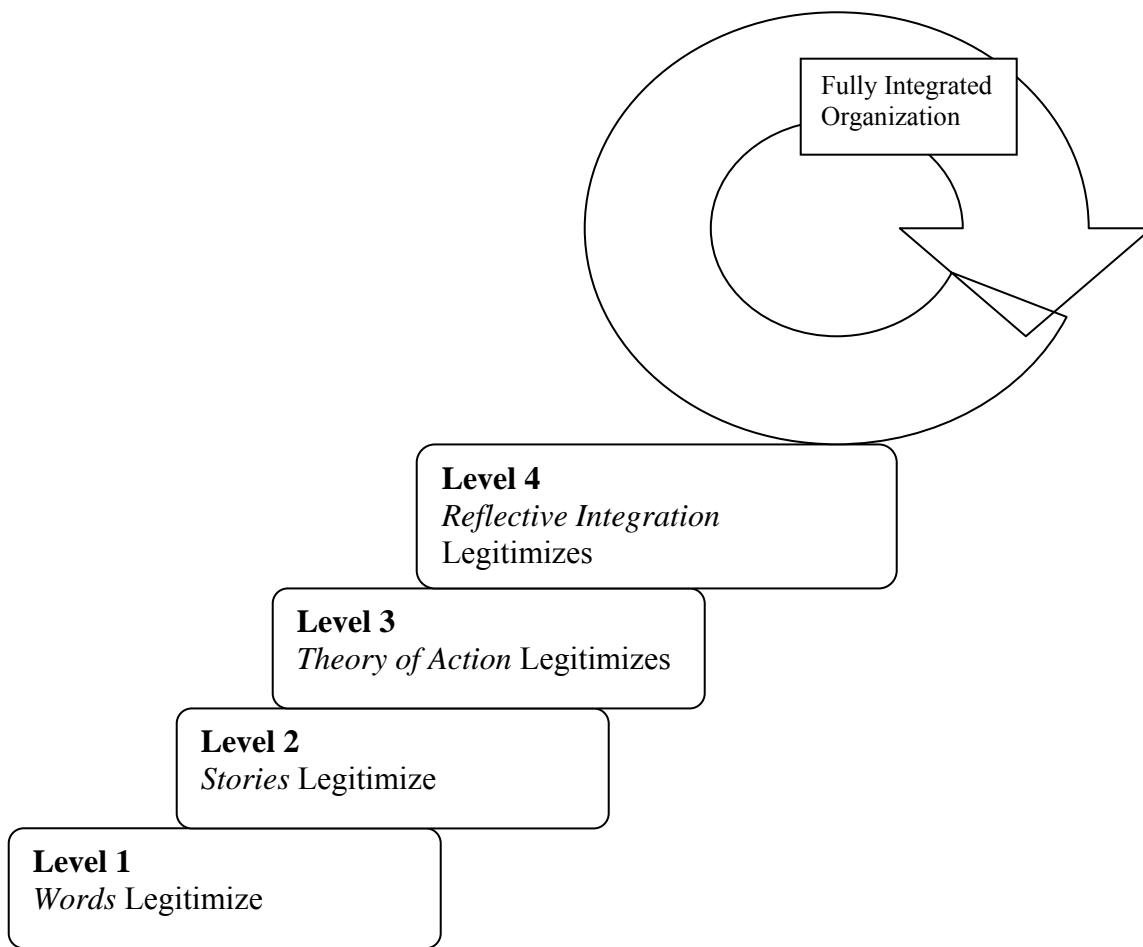 Fully Integrated
Organization
Level 4
Reflective Integration
Legitimizes
Level 3
Theory of Action Legitimizes
Level 2
Stories Legitimize
Level 1
Words Legitimize